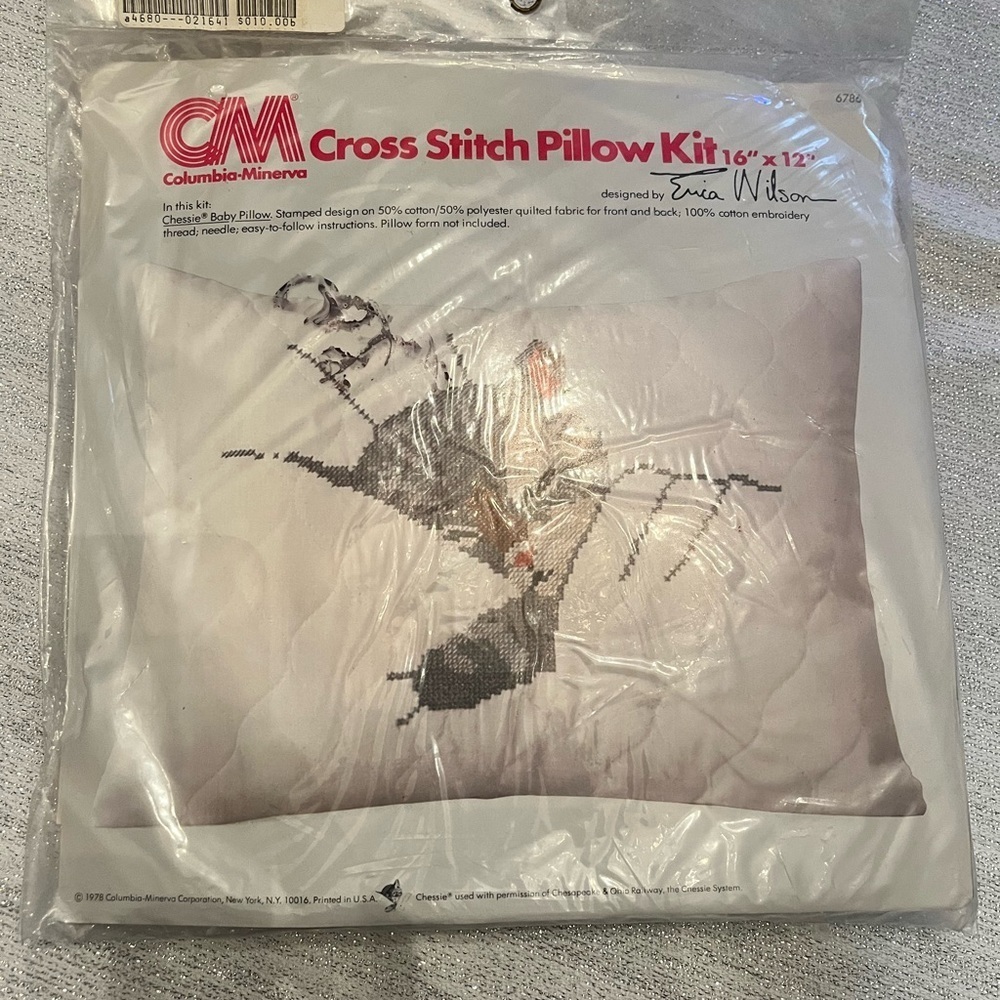 a4680---021641 $010.00b
6786
CM®
Columbia-Minerva
Cross Stitch Pillow Kit 16" x 12"
designed by Erica Wilson
In this kit:
Chessie® Baby Pillow. Stamped design on 50% cotton/50% polyester quilted fabric for front and back; 100% cotton embroidery
thread; needle; easy-to-follow instructions. Pillow form not included.
© 1978 Columbia-Minerva Corporation, New York, N.Y. 10016. Printed in U.S.A. Chessie® used with permission of Chesapeake & Ohio Railway, the Chessie System.